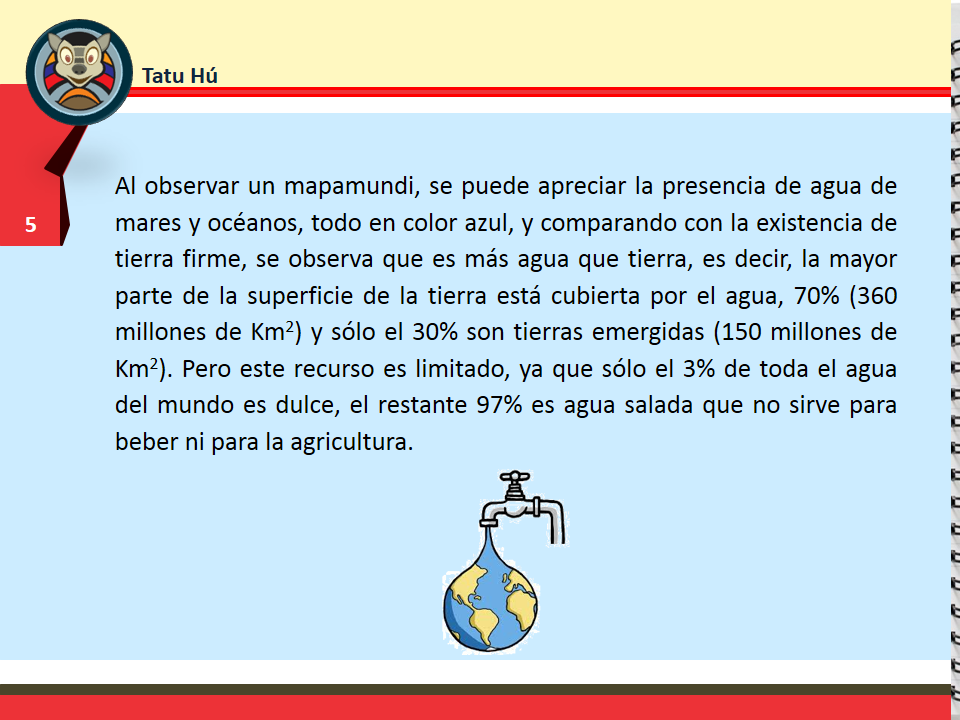 Tatu Hú
5
Al observar un mapamundi, se puede apreciar la presencia de agua de
mares y océanos, todo en color azul, y comparando con la existencia de
tierra firme, se observa que es más agua que tierra, es decir, la mayor
parte de la superficie de la tierra está cubierta por el agua, 70% (360
millones de Km²) y sólo el 30% son tierras emergidas (150 millones de
Km²). Pero este recurso es limitado, ya que sólo el 3% de toda el agua
del mundo es dulce, el restante 97% es agua salada que no sirve para
beber ni para la agricultura.